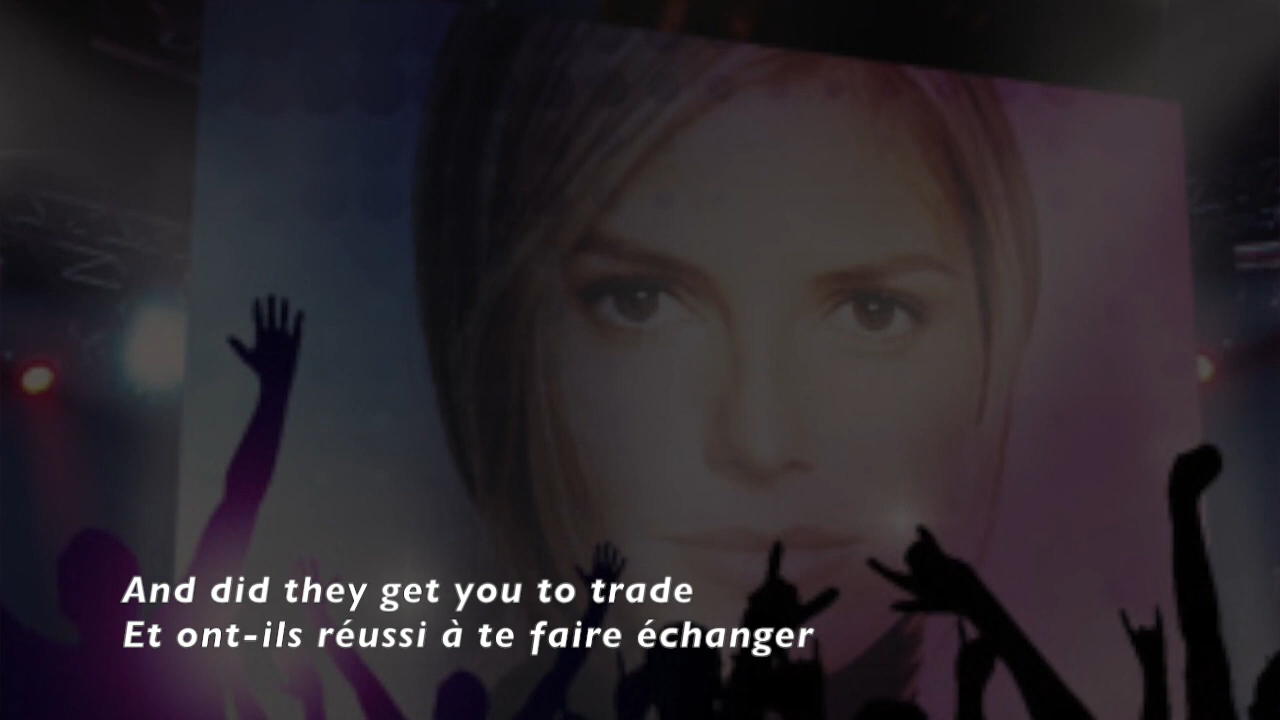 And did they get you to trade
Et ont-ils réussi à te faire échanger